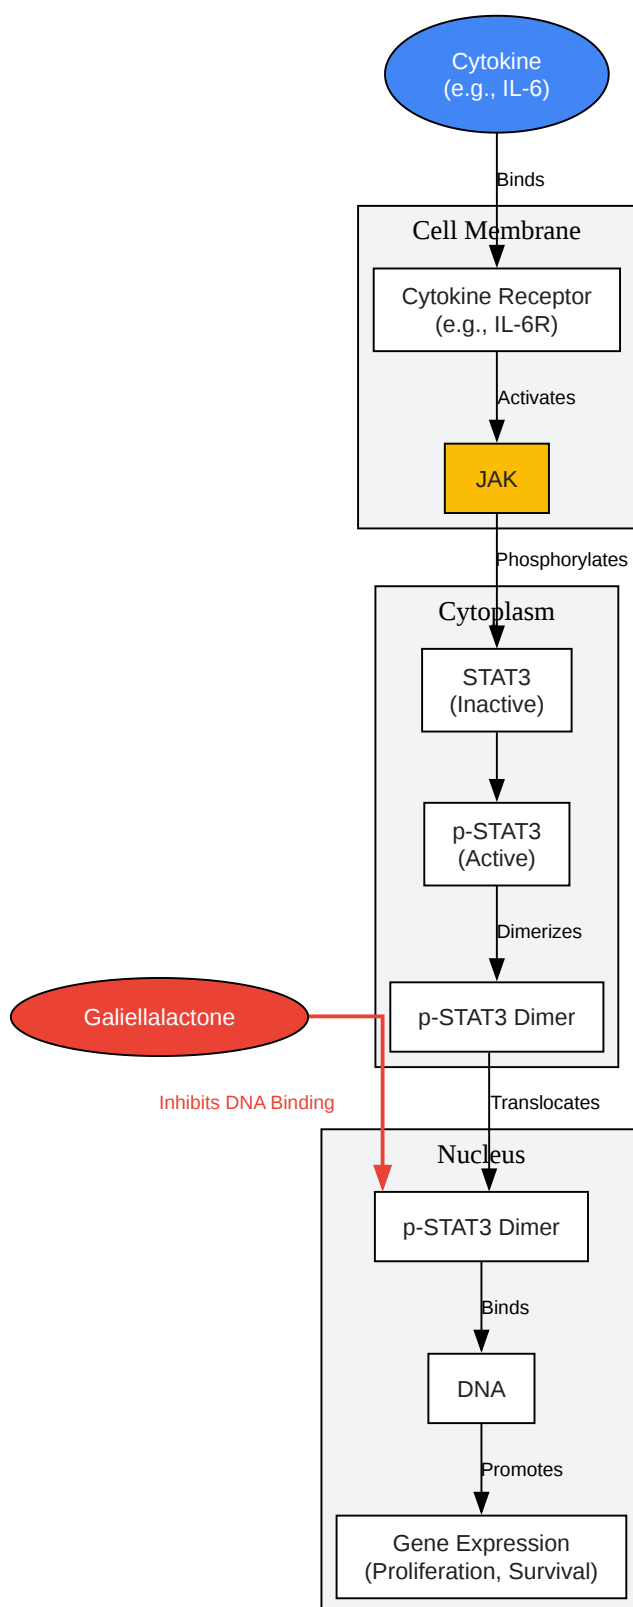 Cytokine
(e.g., IL-6)
Binds
Cell Membrane
Cytokine Receptor
(e.g., IL-6R)
Activates
JAK
Phosphorylates
Cytoplasm
STAT3
(Inactive)
p-STAT3
(Active)
Dimerizes
Galiellalactone
p-STAT3 Dimer
Inhibits DNA Binding
Translocates
Nucleus
p-STAT3 Dimer
Binds
DNA
Promotes
Gene Expression
(Proliferation, Survival)